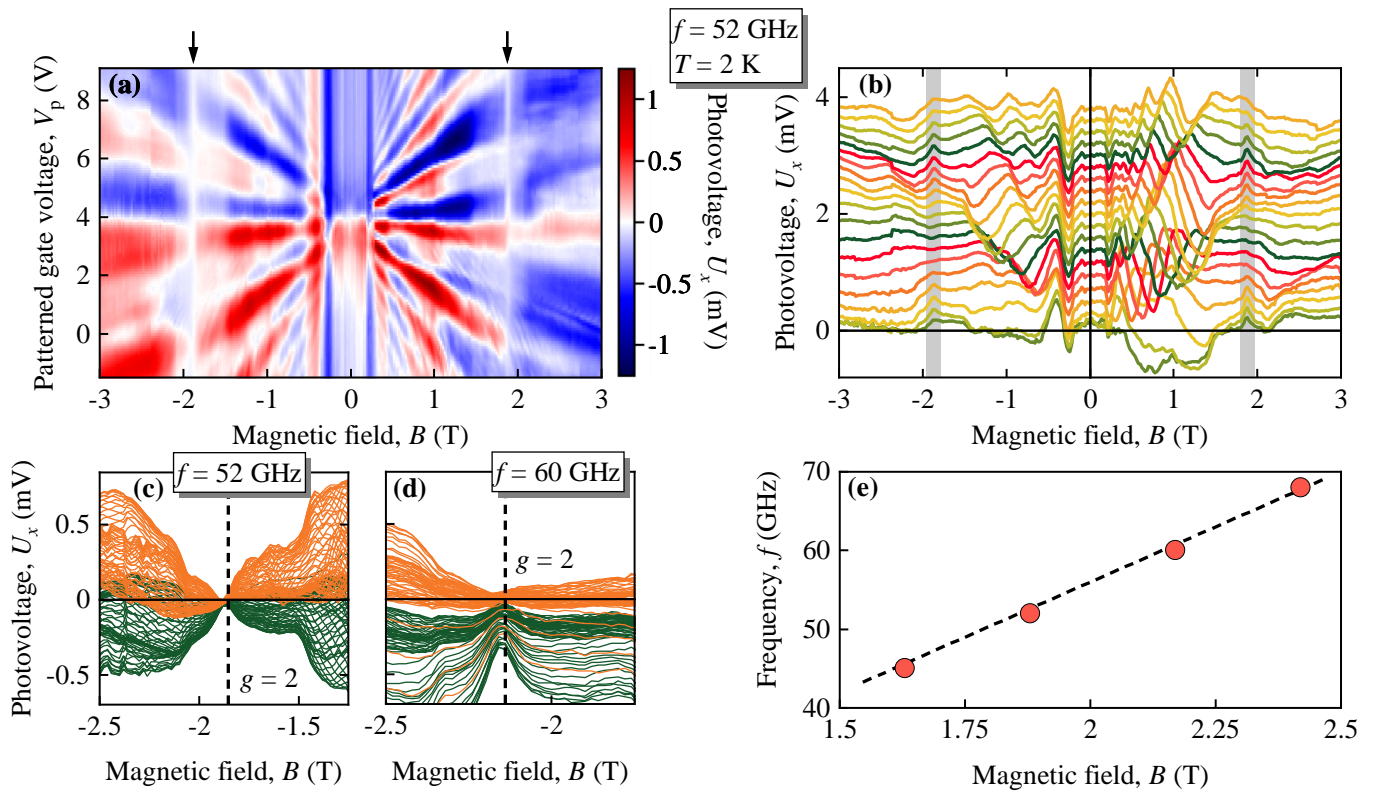 f = 52 GHz
T = 2 K
(a)
Patterned gate voltage, Vp (V)
8
6
4
2
0
-3 -2 -1 0 1 2 3
Magnetic field, B (T)
1
0.5
0
-0.5
-1
Photovoltage, Ux (mV)
(b)
Photovoltage, Ux (mV)
4
2
0
-3 -2 -1 0 1 2 3
Magnetic field, B (T)
(c)
f = 52 GHz
Photovoltage, Ux (mV)
0.5
0
-0.5
g = 2
-2.5 -2 -1.5
Magnetic field, B (T)
(d)
f = 60 GHz
g = 2
-2.5 -2
Magnetic field, B (T)
(e)
Frequency, f (GHz)
70
60
50
40
1.5 1.75 2 2.25 2.5
Magnetic field, B (T)